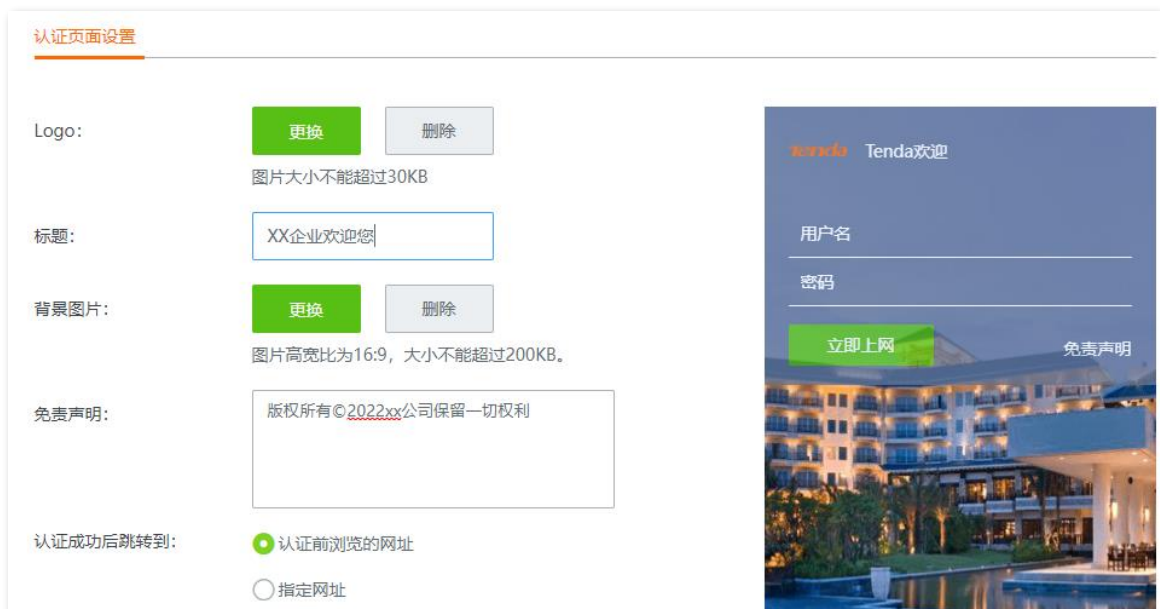 认证页面设置
Logo：
更换
删除
图片大小不能超过30KB
标题：
XX企业欢迎您
背景图片：
更换
删除
图片高宽比为16:9，大小不能超过200KB。
免责声明：
版权所有©2022xx公司保留一切权利
认证成功后跳转到：
认证前浏览的网址
指定网址
Tenda
Tenda欢迎
用户名
密码
立即上网
免责声明